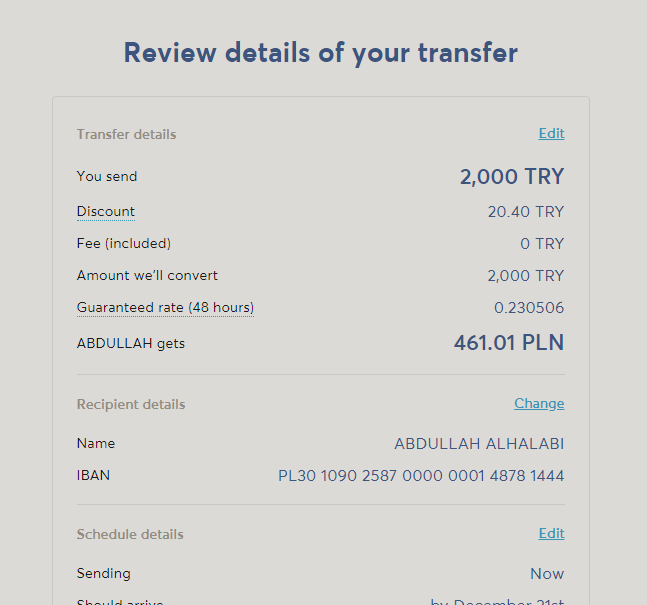 Review details of your transfer
Transfer details Edit
You send 2,000 TRY
Discount 20.40 TRY
Fee (included) 0 TRY
Amount we'll convert 2,000 TRY
Guaranteed rate (48 hours) 0.230506
ABDULLAH gets 461.01 PLN
Recipient details Change
Name ABDULLAH ALHALABI
IBAN PL30 1090 2587 0000 0001 4878 1444
Schedule details Edit
Sending Now
Should arrive by December 21st